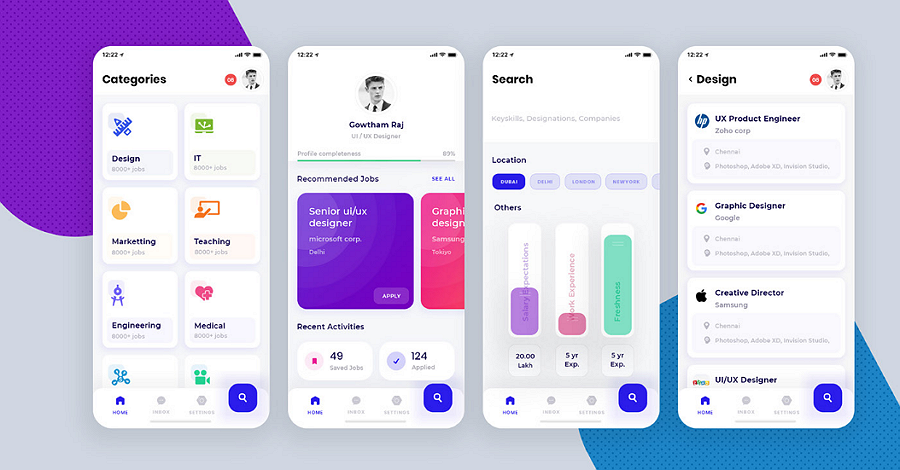 12:22
Categories
08
Design
8000+ jobs
IT
8000+ jobs
Marketting
8000+ jobs
Teaching
8000+ jobs
Engineering
8000+ jobs
Medical
8000+ jobs
HOME
INBOX
SETTINGS
12:22
Gowtham Raj
UI / UX Designer
Profile completeness
69%
Recommended Jobs
SEE ALL
Senior ui/ux
designer
microsoft corp.
Delhi
APPLY
Graphi
design
Samsung
Tokiyo
Recent Activities
49
Saved Jobs
124
Applied
HOME
INBOX
SETTINGS
12:22
Search
Keyskills, Designations, Companies
Location
DUBAI
DELHI
LONDON
NEWYORK
Others
Salary Expectations
Work Experience
Freshness
20.00
Lakh
5 yr
Exp.
5 yr
Exp.
HOME
INBOX
SETTINGS
12:22
‹ Design
08
hp
UX Product Engineer
Zoho corp
Chennai
Photoshop, Adobe XD, Invision Studio,
Graphic Designer
Google
Chennai
Photoshop, Adobe XD, Invision Studio,
Creative Director
Samsung
Chennai
Photoshop, Adobe XD, Invision Studio,
UI/UX Designer
HOME
INBOX
SETTINGS